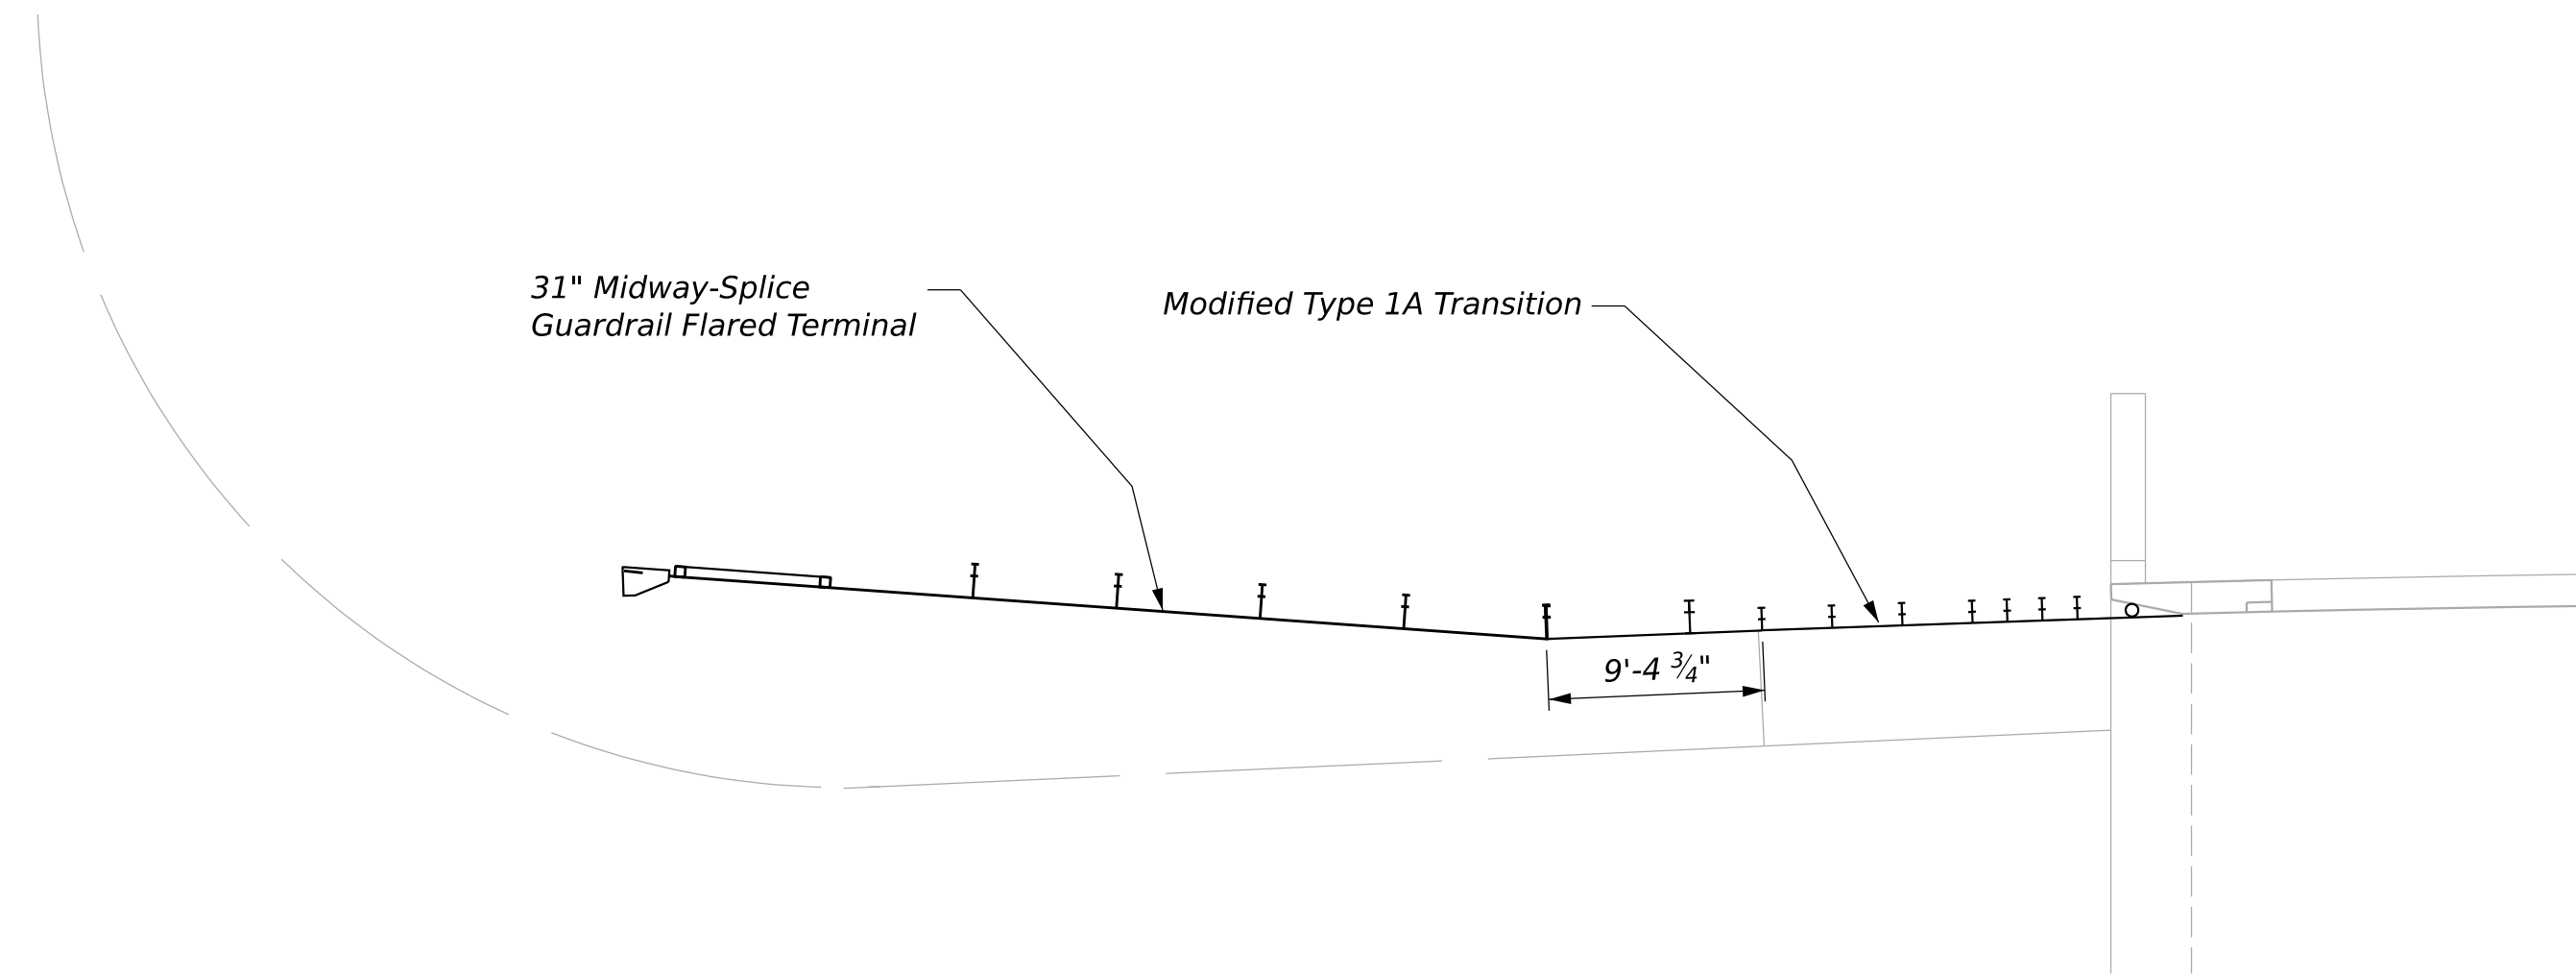 31" Midway-Splice
Guardrail Flared Terminal
Modified Type 1A Transition
9'-4 ¾"